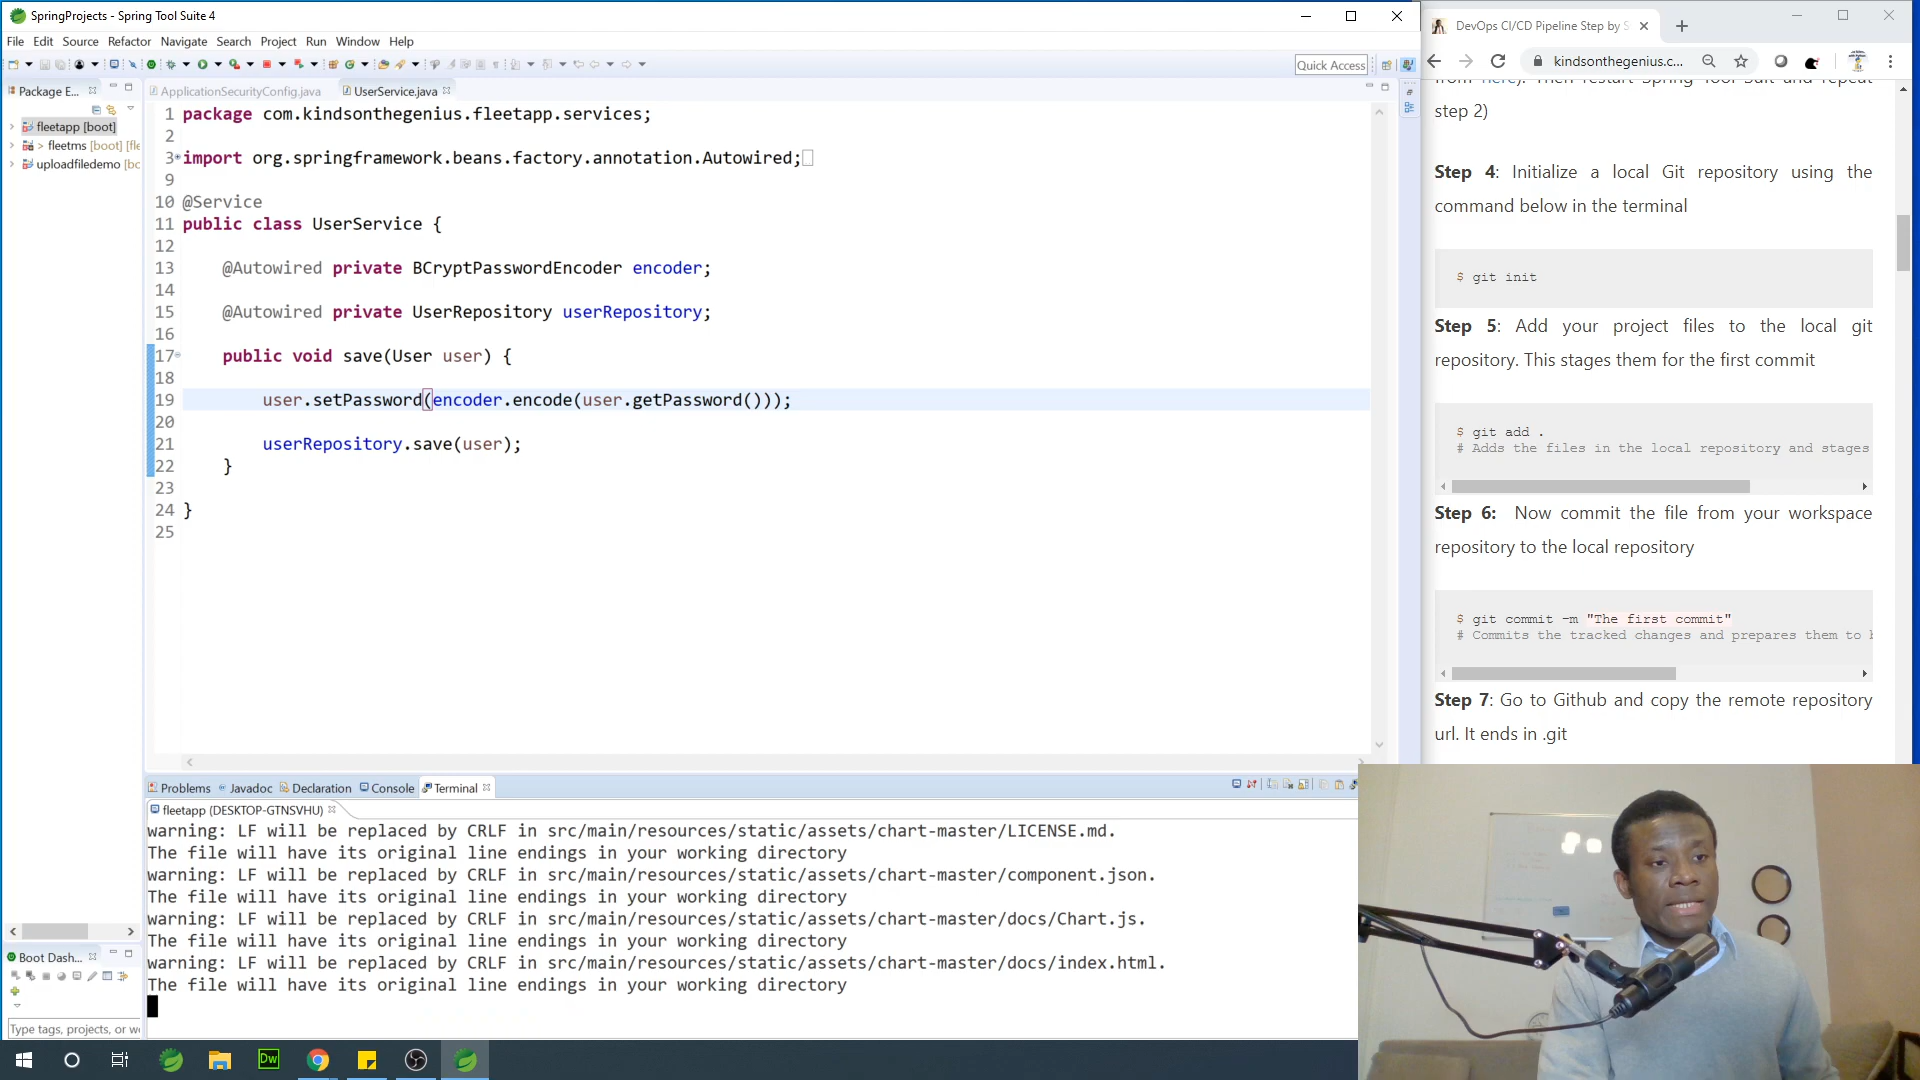 SpringProjects - Spring Tool Suite 4
File Edit Source Refactor Navigate Search Project Run Window Help
Quick Access
Package E...
fleetapp [boot]
> fleetms [boot] [fle
uploadfiledemo [bo
ApplicationSecurityConfig.java
UserService.java
1 package com.kindsonthegenius.fleetapp.services;
2
3 import org.springframework.beans.factory.annotation.Autowired;
9
10 @Service
11 public class UserService {
12
13 @Autowired private BCryptPasswordEncoder encoder;
14
15 @Autowired private UserRepository userRepository;
16
17 public void save(User user) {
18
19 user.setPassword(encoder.encode(user.getPassword()));
20
21 userRepository.save(user);
22 }
23
24 }
25
Problems Javadoc Declaration Console Terminal
fleetapp (DESKTOP-GTNSVHU)
warning: LF will be replaced by CRLF in src/main/resources/static/assets/chart-master/LICENSE.md.
The file will have its original line endings in your working directory
warning: LF will be replaced by CRLF in src/main/resources/static/assets/chart-master/component.json.
The file will have its original line endings in your working directory
warning: LF will be replaced by CRLF in src/main/resources/static/assets/chart-master/docs/Chart.js.
The file will have its original line endings in your working directory
warning: LF will be replaced by CRLF in src/main/resources/static/assets/chart-master/docs/index.html.
The file will have its original line endings in your working directory
Boot Dash...
Type tags, projects, or wo
Dw
DevOps CI/CD Pipeline Step by S
kindsonthegenius.c...
from here). Then restart Spring Tool Suit and repeat
step 2)
Step 4: Initialize a local Git repository using the
command below in the terminal
$ git init
Step 5: Add your project files to the local git
repository. This stages them for the first commit
$ git add .
# Adds the files in the local repository and stages
Step 6: Now commit the file from your workspace
repository to the local repository
$ git commit -m "The first commit"
# Commits the tracked changes and prepares them to b
Step 7: Go to Github and copy the remote repository
url. It ends in .git